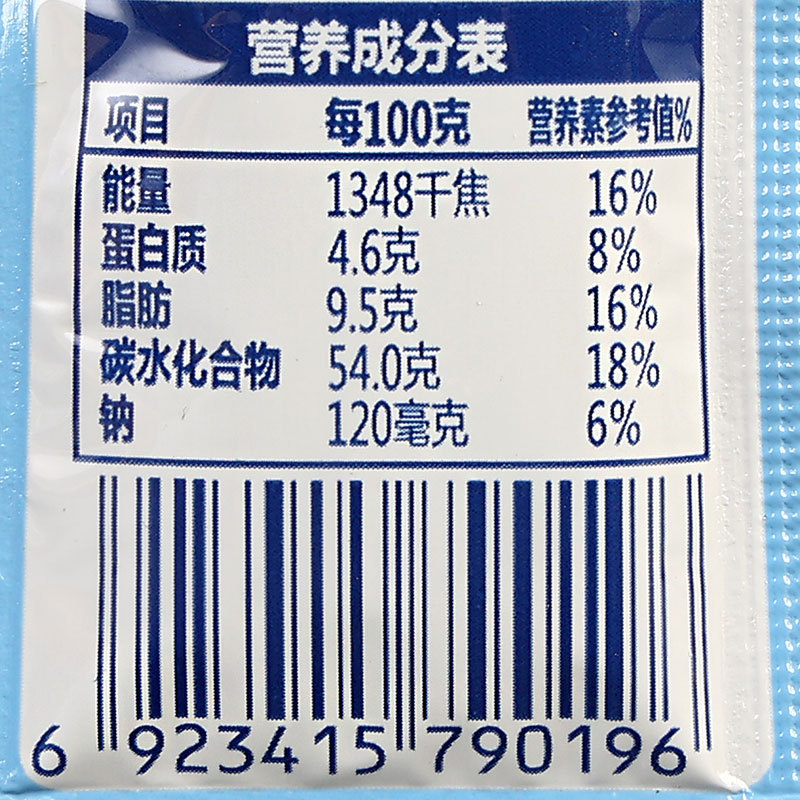 营养成分表
项目 每100克 营养素参考值%
能量 1348千焦 16%
蛋白质 4.6克 8%
脂肪 9.5克 16%
碳水化合物 54.0克 18%
钠 120毫克 6%
6 923415 790196